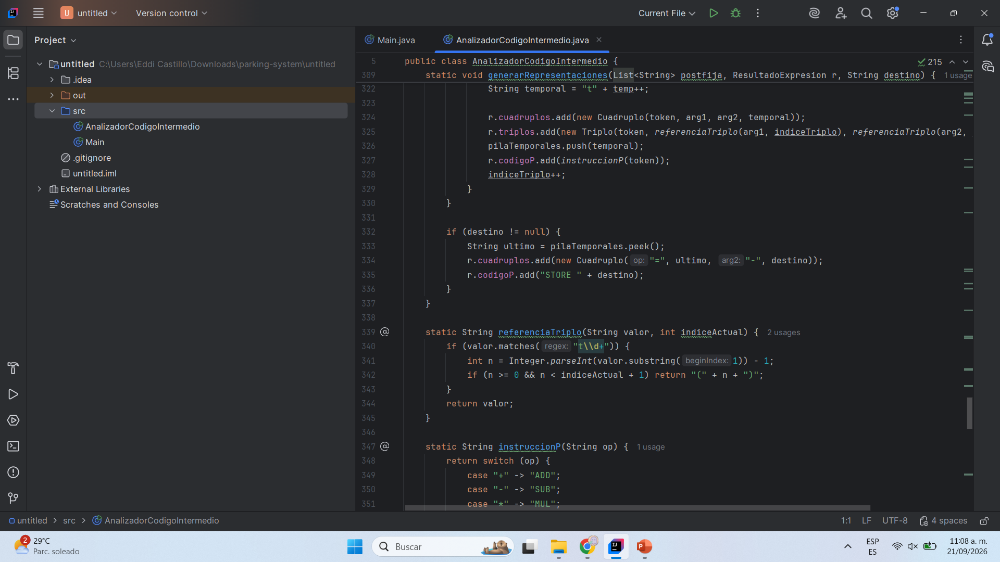 U untitled Version control Current File
Project
untitled C:\Users\Eddi Castillo\Downloads\parking-system\untitled
.idea
out
src
AnalizadorCodigoIntermedio
Main
.gitignore
untitled.iml
External Libraries
Scratches and Consoles
Main.java AnalizadorCodigoIntermedio.java
5 public class AnalizadorCodigoIntermedio { 215
309 static void generarRepresentaciones(List<String> postfija, ResultadoExpresion r, String destino) { 1 usage
322 String temporal = "t" + temp++;
323
324 r.cuadruplos.add(new Cuadruplo(token, arg1, arg2, temporal));
325 r.triplos.add(new Triplo(token, referenciaTriplo(arg1, indiceTriplo), referenciaTriplo(arg2,
326 pilaTemporales.push(temporal);
327 r.codigoP.add(instruccionP(token));
328 indiceTriplo++;
329 }
330 }
331
332 if (destino != null) {
333 String ultimo = pilaTemporales.peek();
334 r.cuadruplos.add(new Cuadruplo( op: "=", ultimo, arg2: "-", destino));
335 r.codigoP.add("STORE " + destino);
336 }
337 }
338
339 @ static String referenciaTriplo(String valor, int indiceActual) { 2 usages
340 if (valor.matches( regex: "t\\d+")) {
341 int n = Integer.parseInt(valor.substring( beginIndex: 1)) - 1;
342 if (n >= 0 && n < indiceActual + 1) return "(" + n + ")";
343 }
344 return valor;
345 }
346
347 @ static String instruccionP(String op) { 1 usage
348 return switch (op) {
349 case "+" -> "ADD";
350 case "-" -> "SUB";
351 case "*" -> "MUL";
untitled > src > AnalizadorCodigoIntermedio 1:1 LF UTF-8 4 spaces
2 29°C
Parc. soleado
Buscar
ESP
ES
11:08 a. m.
21/09/2026